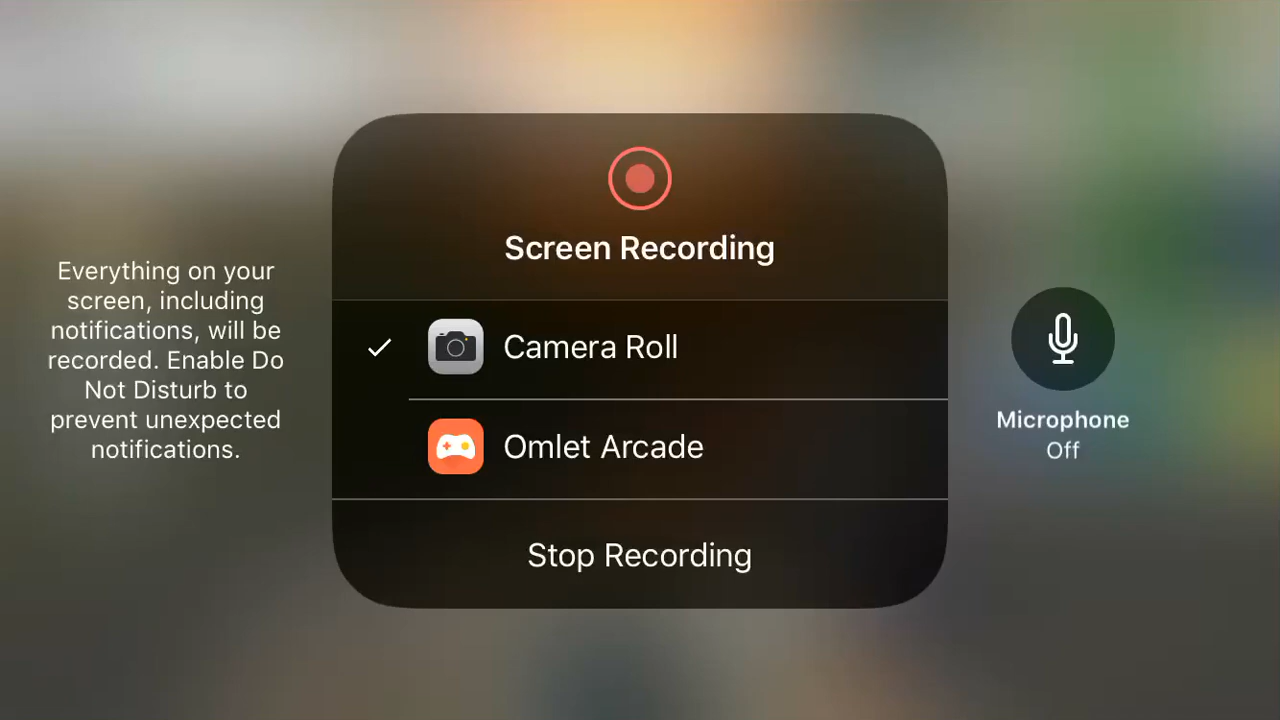 Everything on your
screen, including
notifications, will be
recorded. Enable Do
Not Disturb to
prevent unexpected
notifications.
Screen Recording
Camera Roll
Omlet Arcade
Stop Recording
Microphone
Off